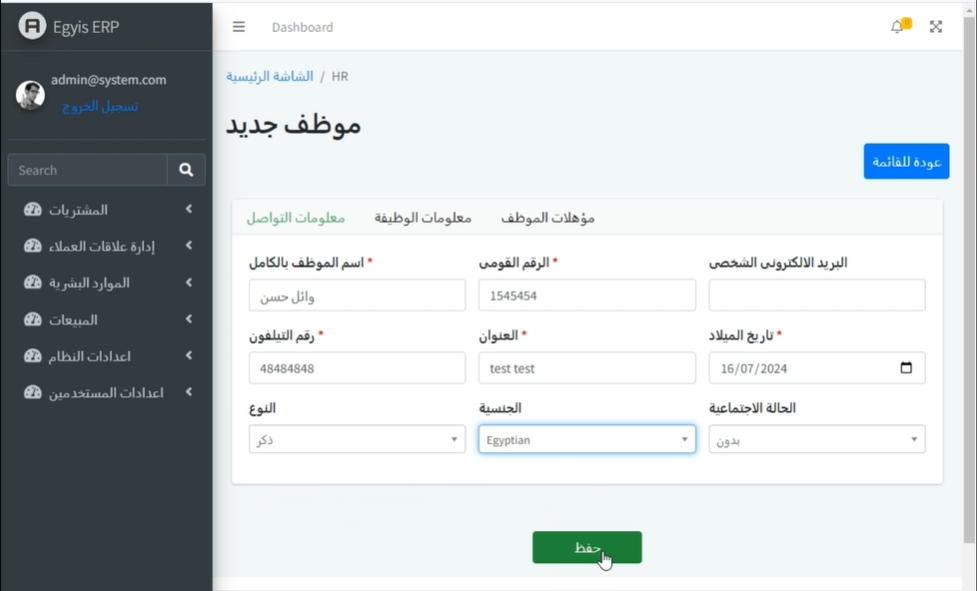 Egyis ERP
Dashboard
admin@system.com
تسجيل الخروج
Search
المشتريات
إدارة علاقات العملاء
الموارد البشرية
المبيعات
اعدادات النظام
اعدادات المستخدمين
الشاشة الرئيسية / HR
موظف جديد
عودة للقائمة
معلومات التواصل
معلومات الوظيفة
مؤهلات الموظف
اسم الموظف بالكامل *
الرقم القومى *
البريد الالكترونى الشخصى
وائل حسن
1545454
رقم التيلفون *
العنوان *
تاريخ الميلاد *
48484848
test test
16/07/2024
النوع
الجنسية
الحالة الاجتماعية
ذكر
Egyptian
بدون
حفظ